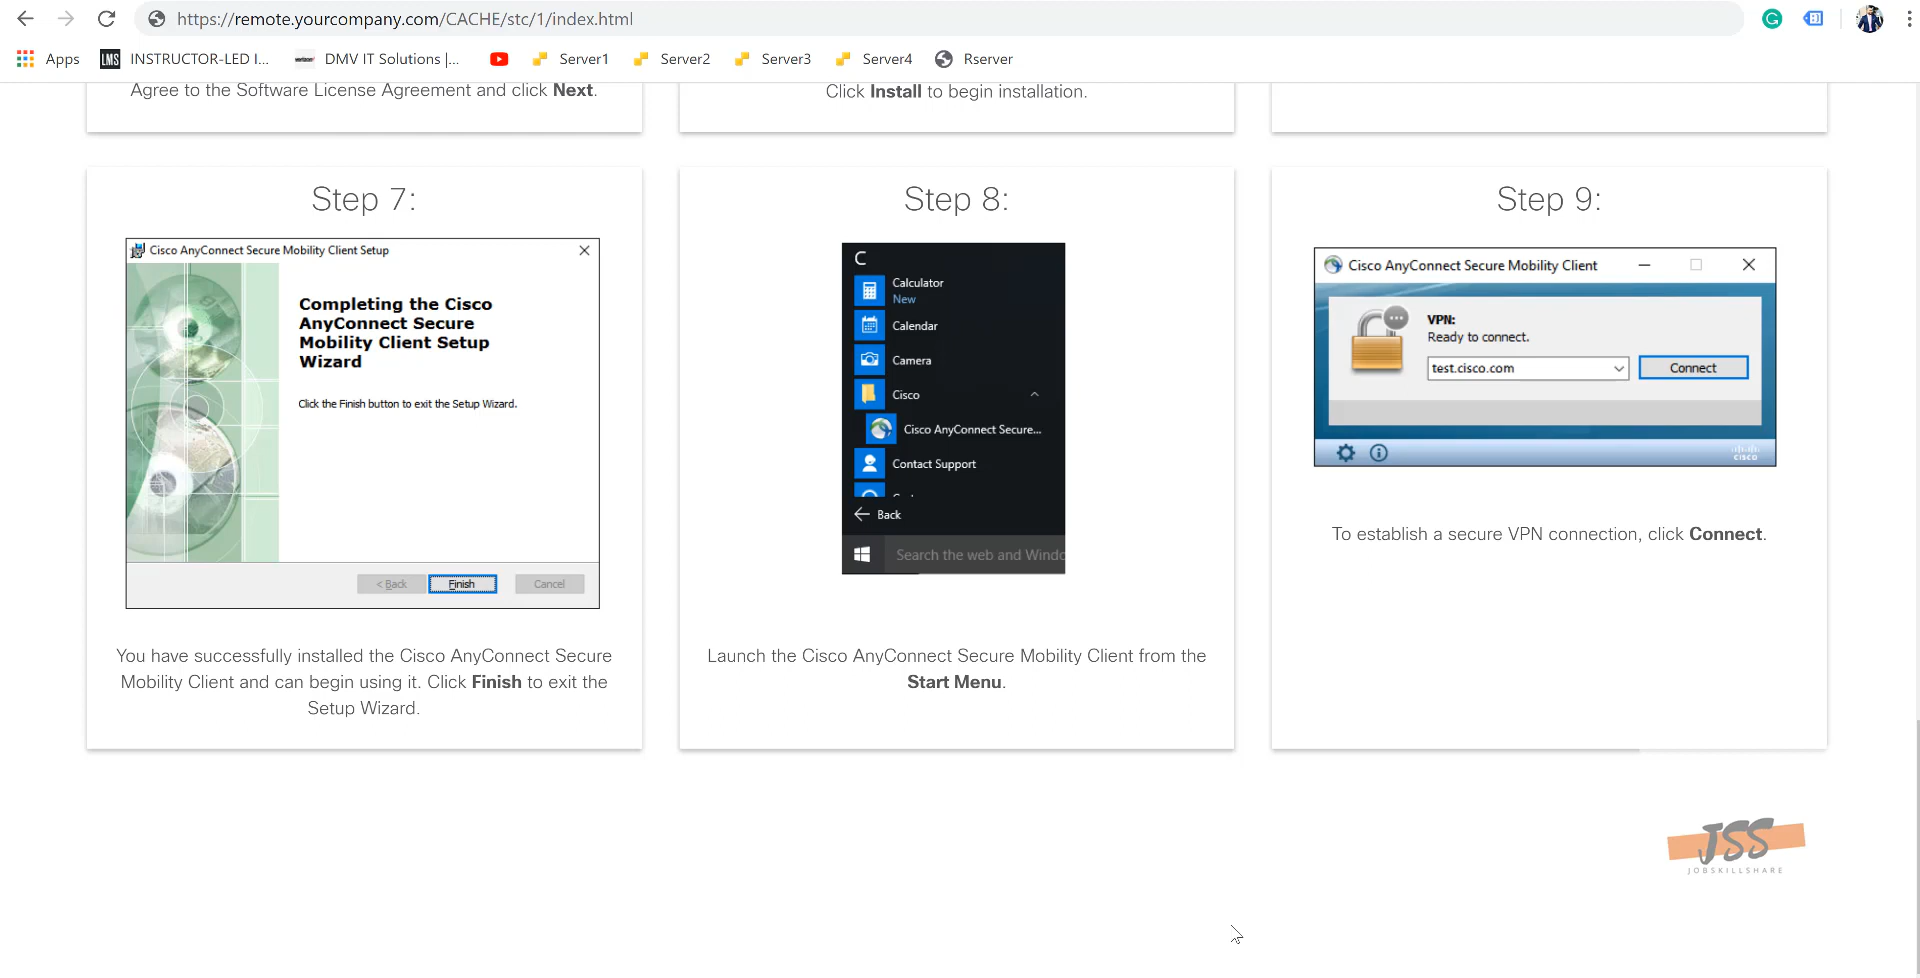 https://remote.yourcompany.com/CACHE/stc/1/index.html
Apps
LMS
INSTRUCTOR-LED I...
DMV IT Solutions |...
Server1
Server2
Server3
Server4
Rserver
Agree to the Software License Agreement and click Next.
Click Install to begin installation.
Step 7:
Cisco AnyConnect Secure Mobility Client Setup
Completing the Cisco
AnyConnect Secure
Mobility Client Setup
Wizard
Click the Finish button to exit the Setup Wizard.
< Back
Finish
Cancel
You have successfully installed the Cisco AnyConnect Secure
Mobility Client and can begin using it. Click Finish to exit the
Setup Wizard.
Step 8:
C
Calculator
New
Calendar
Camera
Cisco
Cisco AnyConnect Secure...
Contact Support
Back
Search the web and Windo
Launch the Cisco AnyConnect Secure Mobility Client from the
Start Menu.
Step 9:
Cisco AnyConnect Secure Mobility Client
VPN:
Ready to connect.
test.cisco.com
Connect
CISCO
To establish a secure VPN connection, click Connect.
JSS
JOBSKILLSHARE